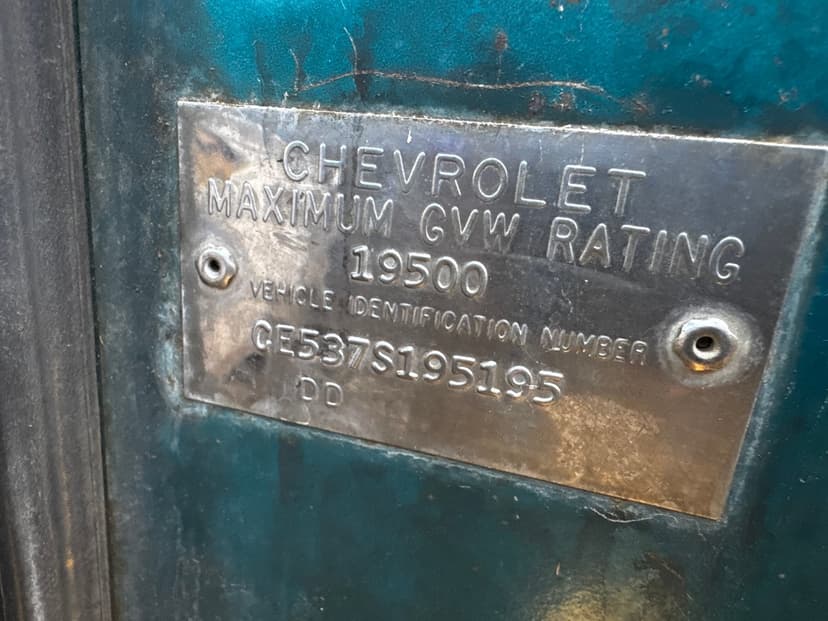 CHEVROLET
MAXIMUM GVW RATING
19500
VEHICLE IDENTIFICATION NUMBER
CE537S195195
DD